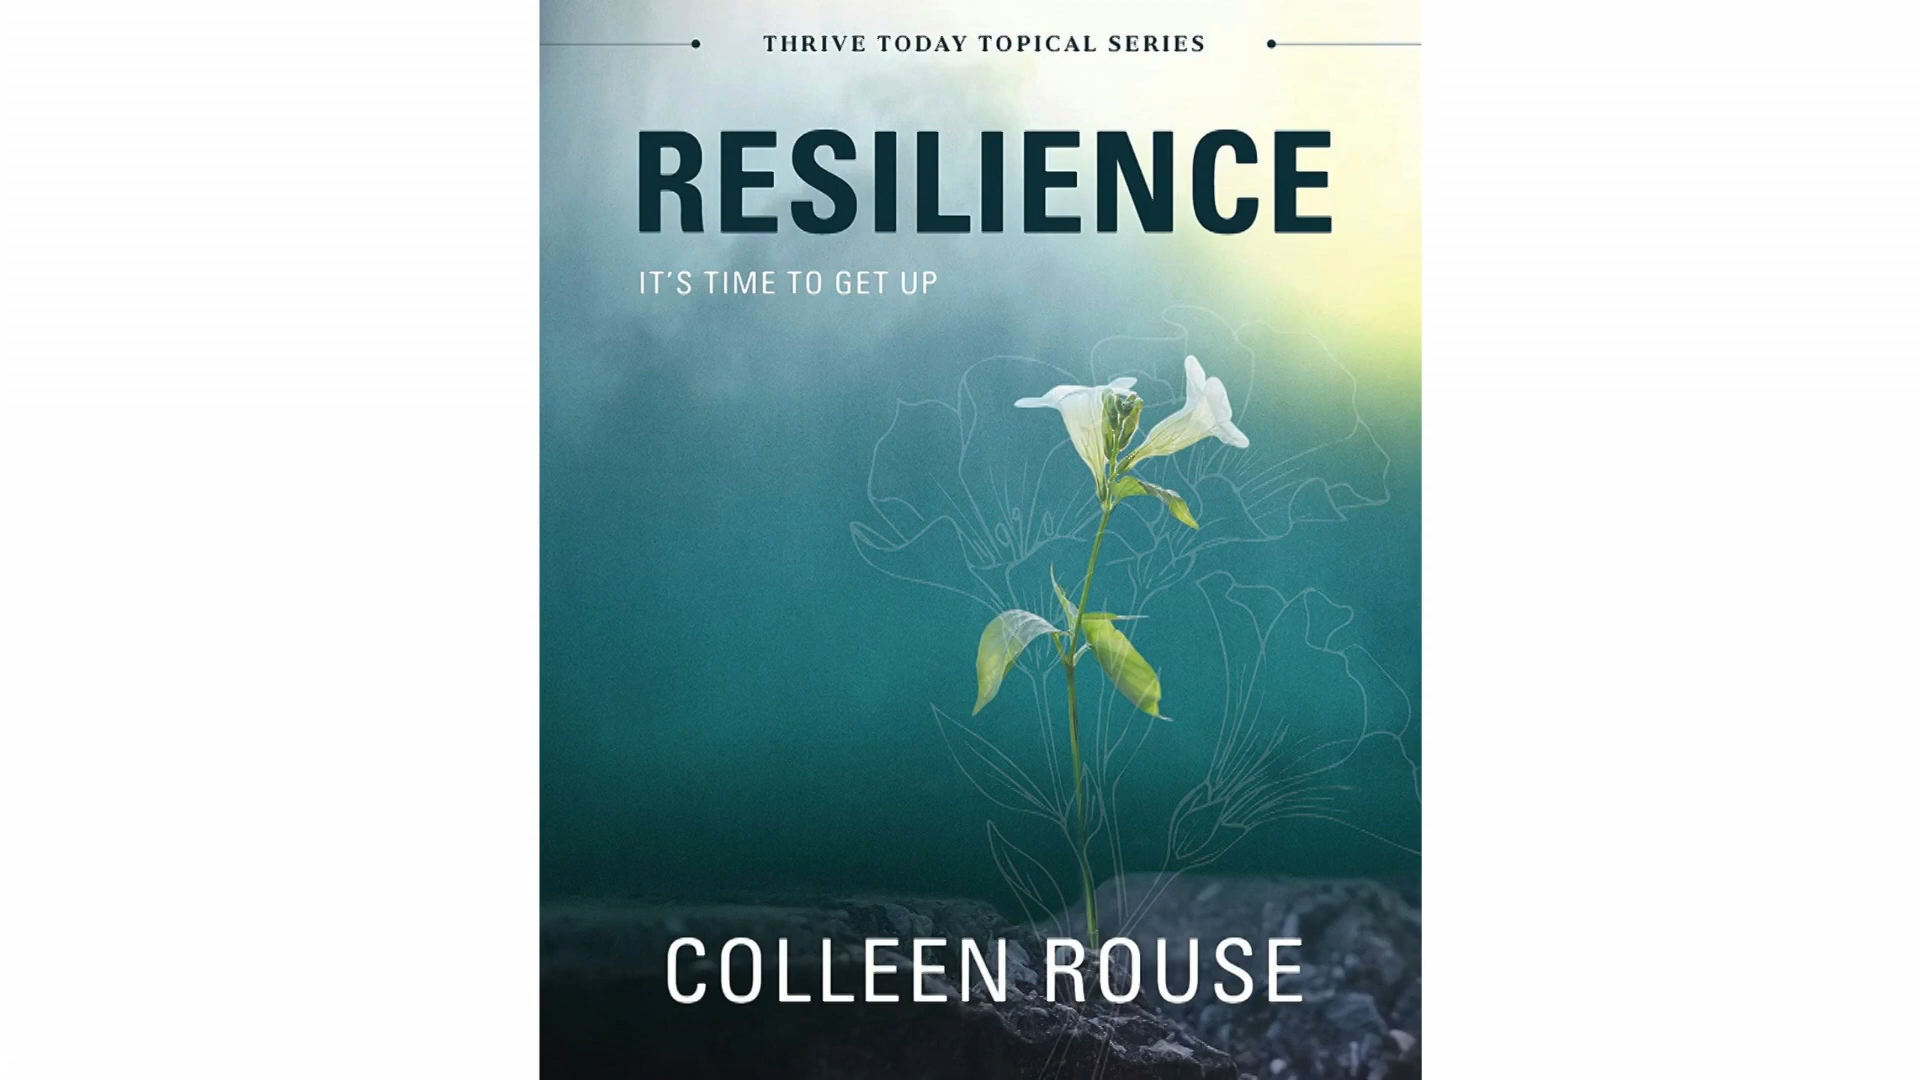 THRIVE TODAY TOPICAL SERIES
RESILIENCE
IT'S TIME TO GET UP
COLLEEN ROUSE